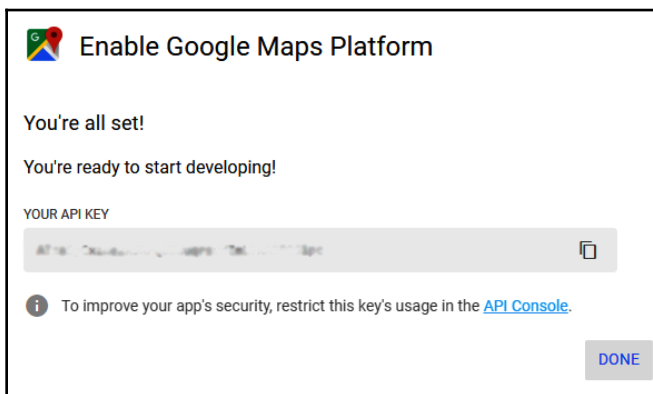 Enable Google Maps Platform
You're all set!
You're ready to start developing!
YOUR API KEY
To improve your app's security, restrict this key's usage in the API Console.
DONE